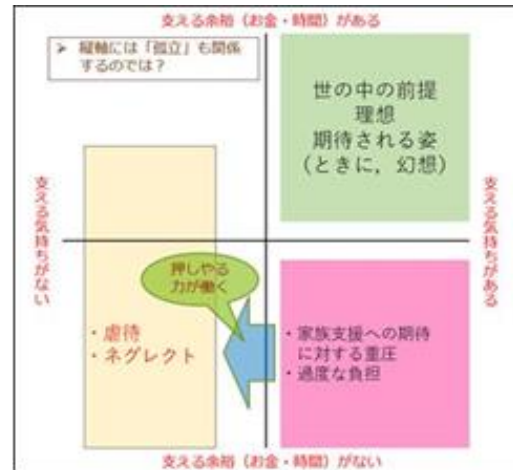 支える余裕（お金・時間）がある
➢ 縦軸には「孤立」も関係
するのでは？
世の中の前提
理想
期待される姿
（ときに，幻想）
支える気持ちがない
支える気持ちがある
押しやる
力が働く
・虐待
・ネグレクト
・家族支援への期待
に対する重圧
・過度な負担
支える余裕（お金・時間）がない